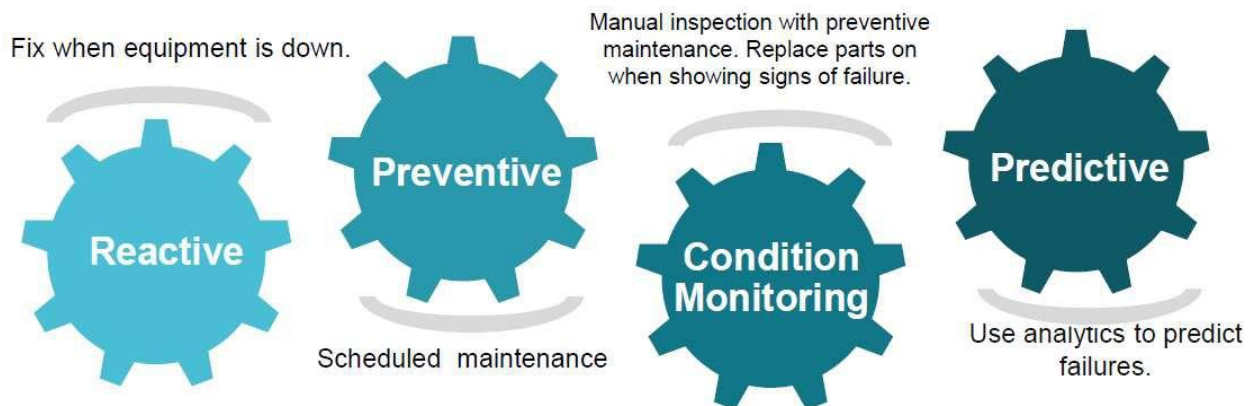 Fix when equipment is down.
Reactive
Preventive
Scheduled maintenance
Manual inspection with preventive
maintenance. Replace parts on
when showing signs of failure.
Condition
Monitoring
Predictive
Use analytics to predict
failures.